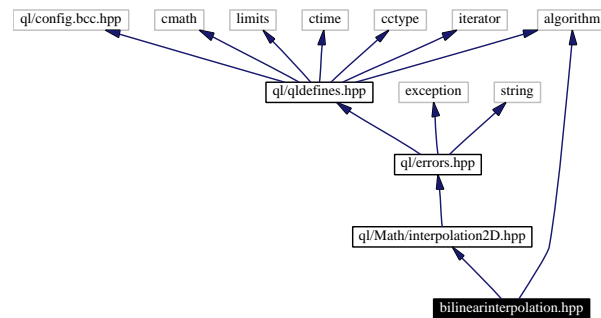 ql/config.bcc.hpp
cmath
limits
ctime
cctype
iterator
algorithm
ql/qldefines.hpp
exception
string
ql/errors.hpp
ql/Math/interpolation2D.hpp
bilinearinterpolation.hpp